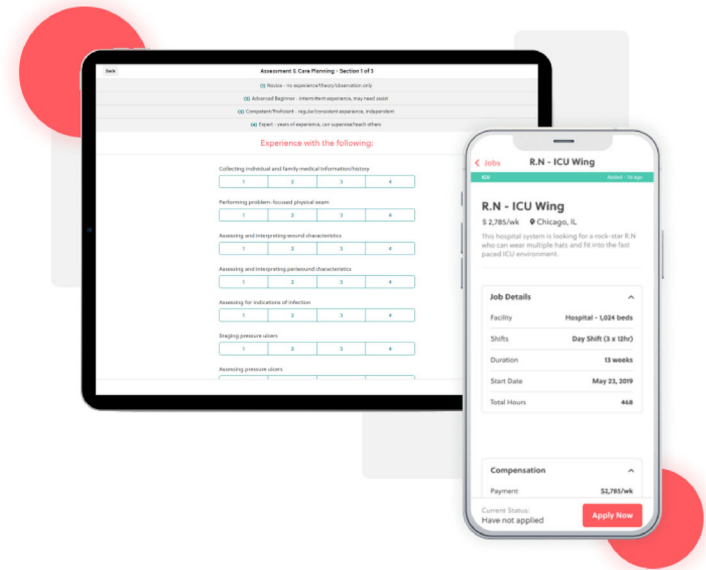 Back
Assessment & Care Planning - Section 1 of 3
(1) Novice - no experience/theory/observation only
(2) Advanced Beginner - intermittent experience, may need assist
(3) Competent/Proficient - regular/consistent experience, independent
(4) Expert - years of experience, can supervise/teach others
Experience with the following:
Collecting individual and family medical information/history
1 2 3 4
Performing problem-focused physical exam
1 2 3 4
Assessing and interpreting wound characteristics
1 2 3 4
Assessing and interpreting periwound characteristics
1 2 3 4
Assessing for indications of infection
1 2 3 4
Staging pressure ulcers
1 2 3 4
Assessing pressure ulcers
Jobs R.N - ICU Wing
ICU Added - 7d ago
R.N - ICU Wing
$ 2,785/wk Chicago, IL
This hospital system is looking for a rock-star R.N
who can wear multiple hats and fit into the fast
paced ICU environment.
Job Details
Facility Hospital - 1,024 beds
Shifts Day Shift (3 x 12hr)
Duration 13 weeks
Start Date May 23, 2019
Total Hours 468
Compensation
Payment $2,785/wk
Current Status:
Have not applied
Apply Now